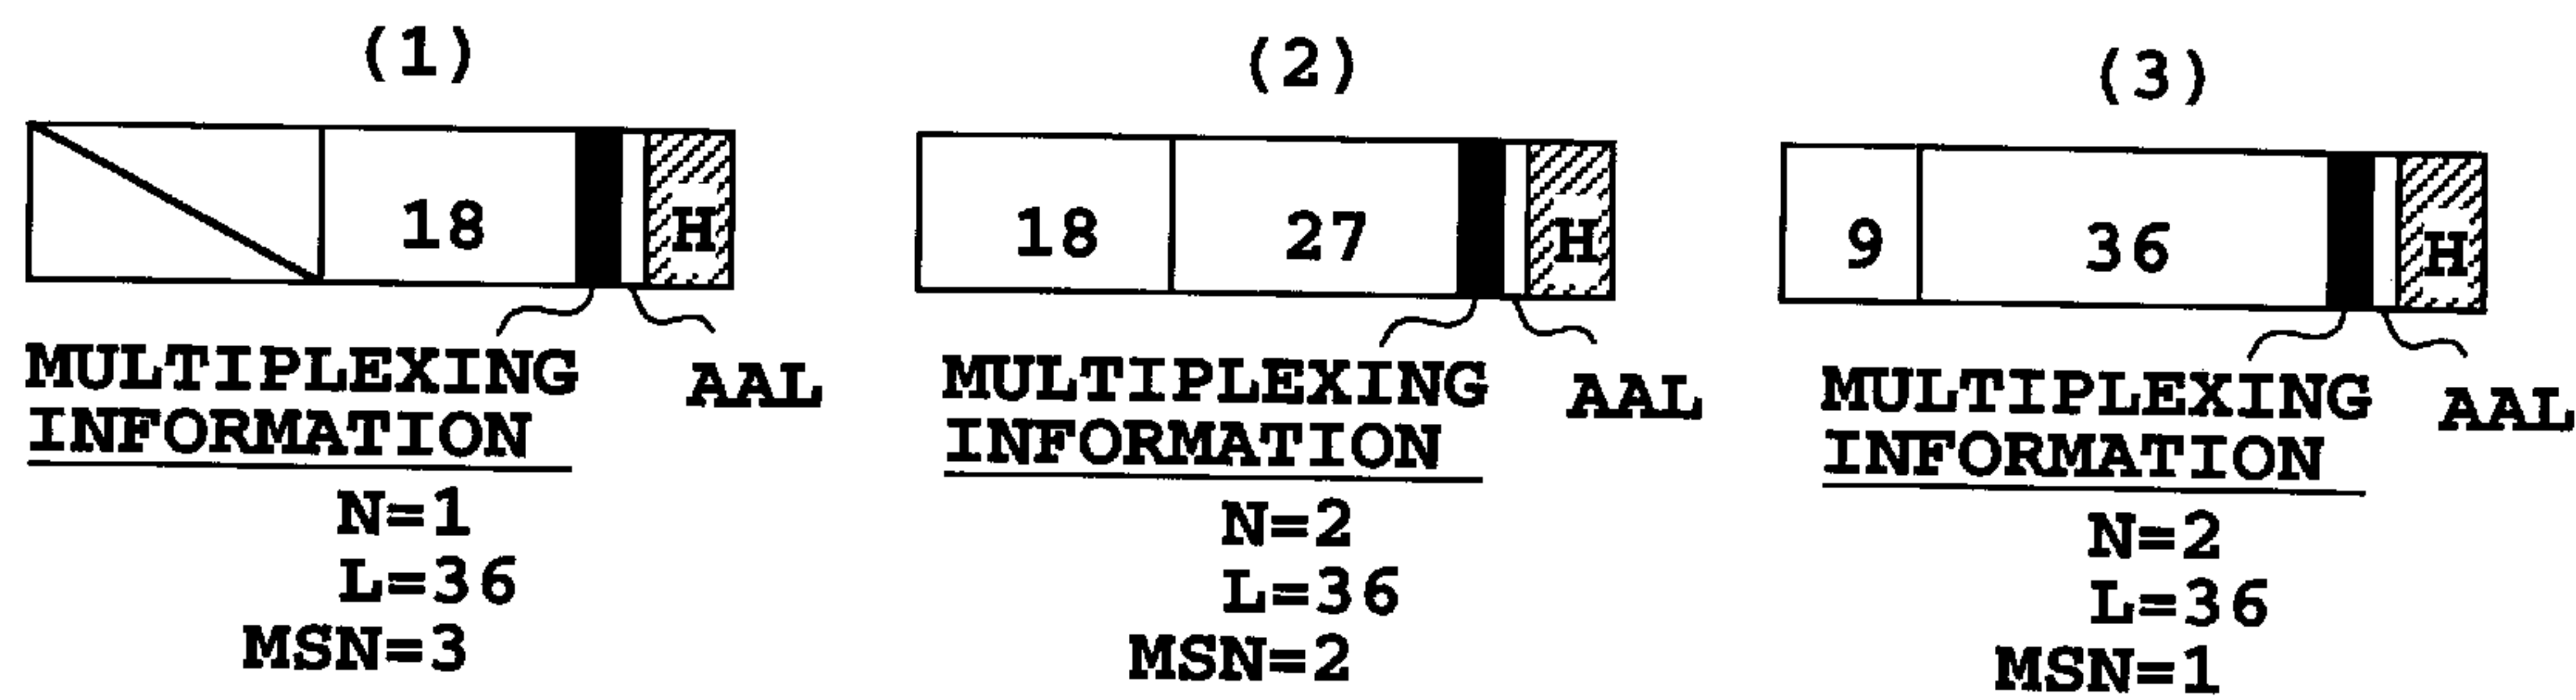 (1)
18
H
MULTIPLEXING
INFORMATION
AAL
N=1
L=36
MSN=3
(2)
18
27
H
MULTIPLEXING
INFORMATION
AAL
N=2
L=36
MSN=2
(3)
9
36
H
MULTIPLEXING
INFORMATION
AAL
N=2
L=36
MSN=1